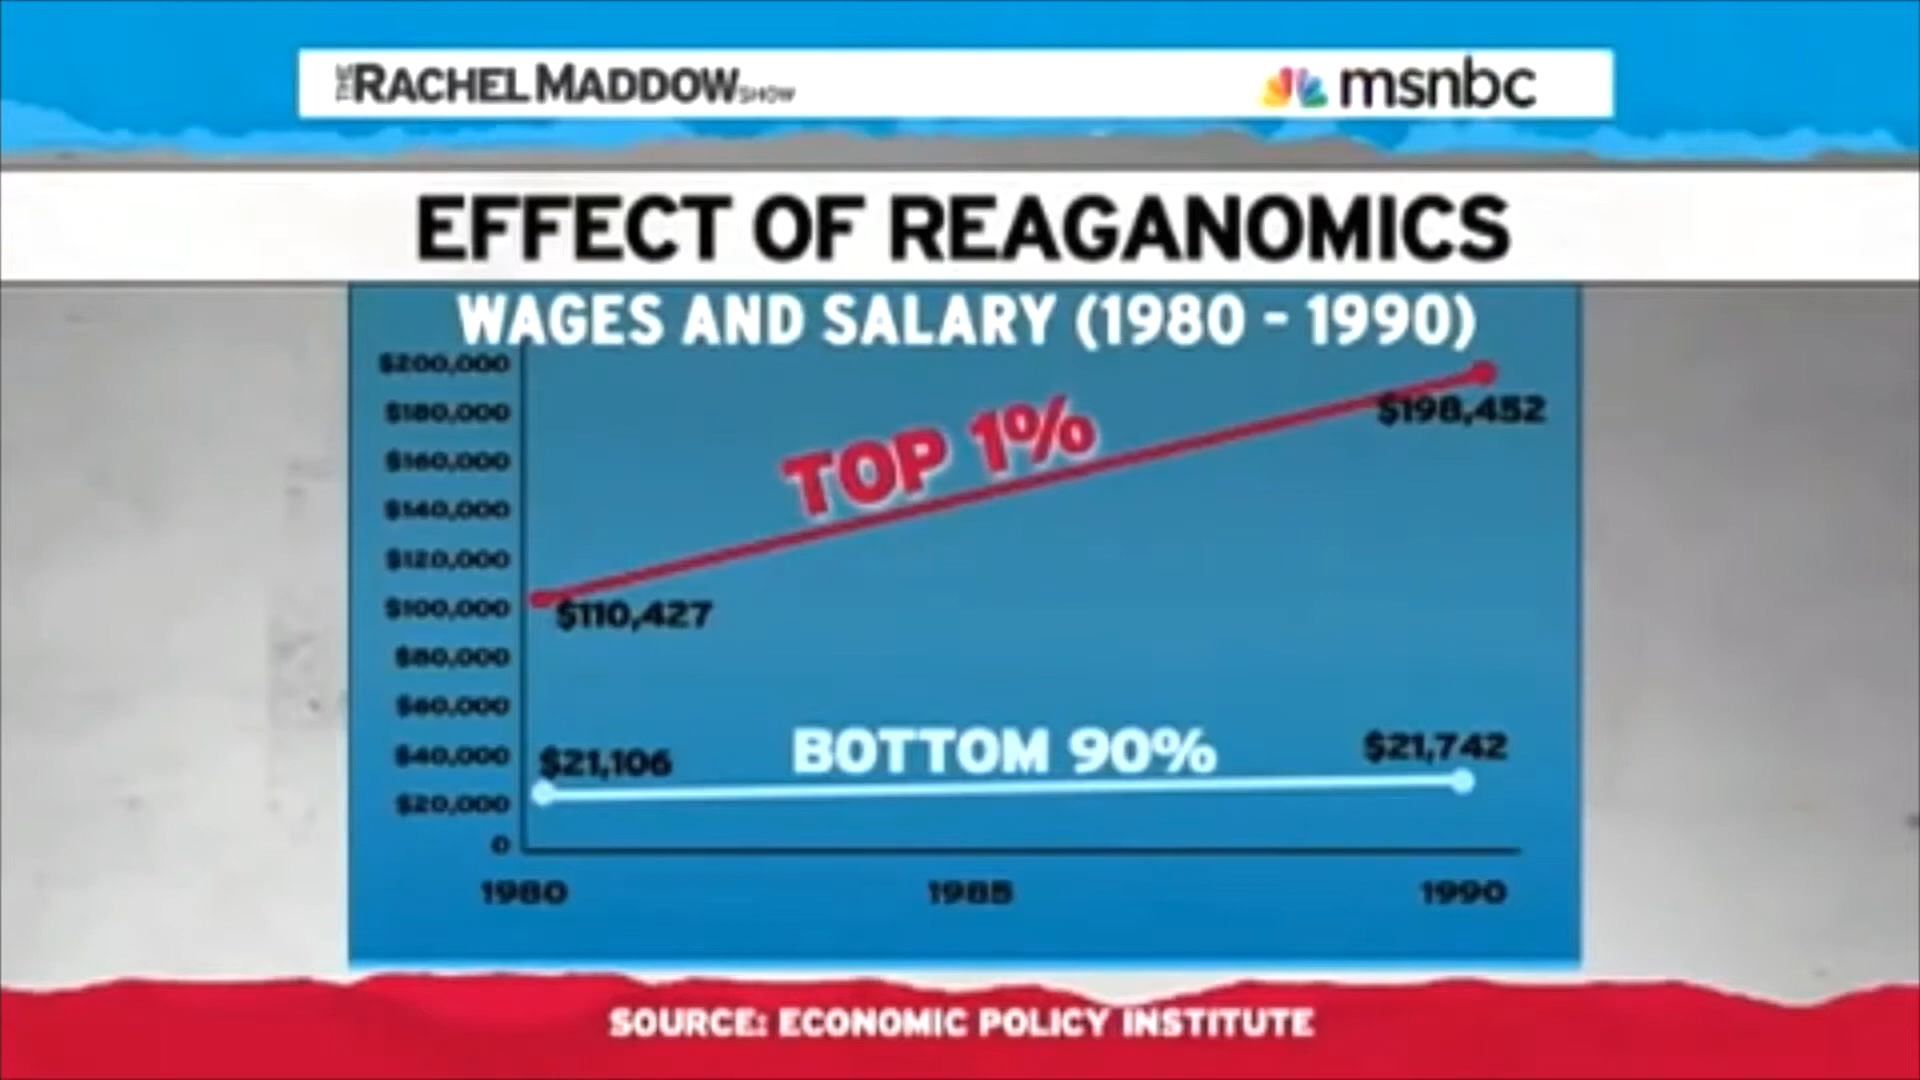 THE RACHEL MADDOW SHOW
msnbc
EFFECT OF REAGANOMICS
WAGES AND SALARY (1980 - 1990)
$200,000
$180,000
$160,000
$140,000
$120,000
$100,000
$80,000
$60,000
$40,000
$20,000
0
TOP 1%
$198,452
$110,427
BOTTOM 90%
$21,106
$21,742
1980 1985 1990
SOURCE: ECONOMIC POLICY INSTITUTE